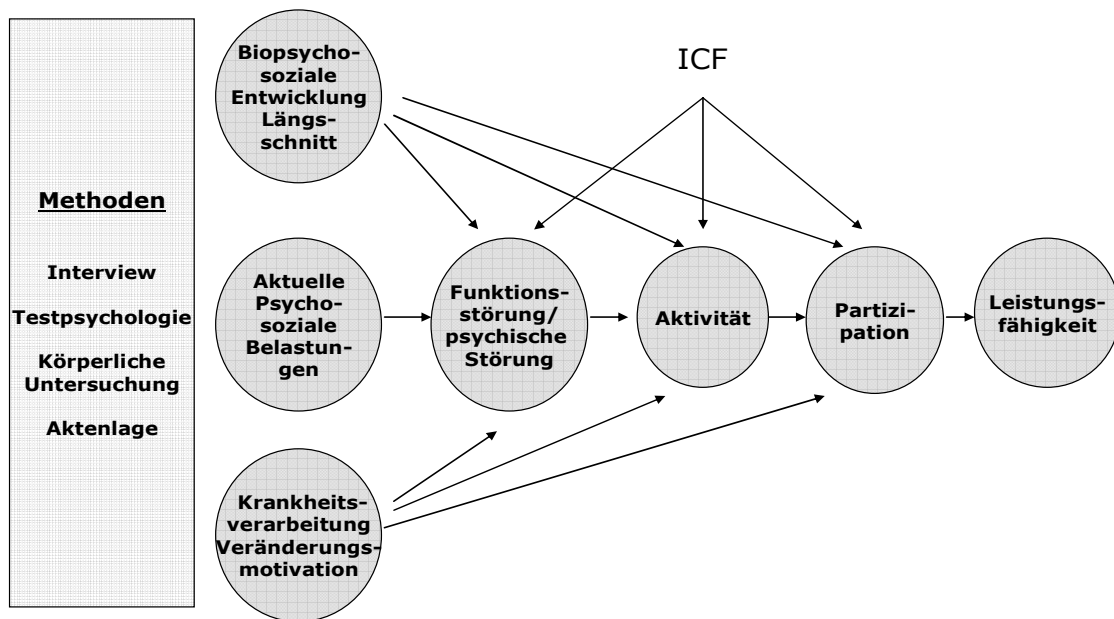 Methoden
Interview
Testpsychologie
Körperliche
Untersuchung
Aktenlage
Biopsycho-
soziale
Entwicklung
Längs-
schnitt
ICF
Aktuelle
Psycho-
soziale
Belastun-
gen
Funktions-
störung/
psychische
Störung
Aktivität
Partizi-
pation
Leistungs-
fähigkeit
Krankheits-
verarbeitung
Veränderungs-
motivation